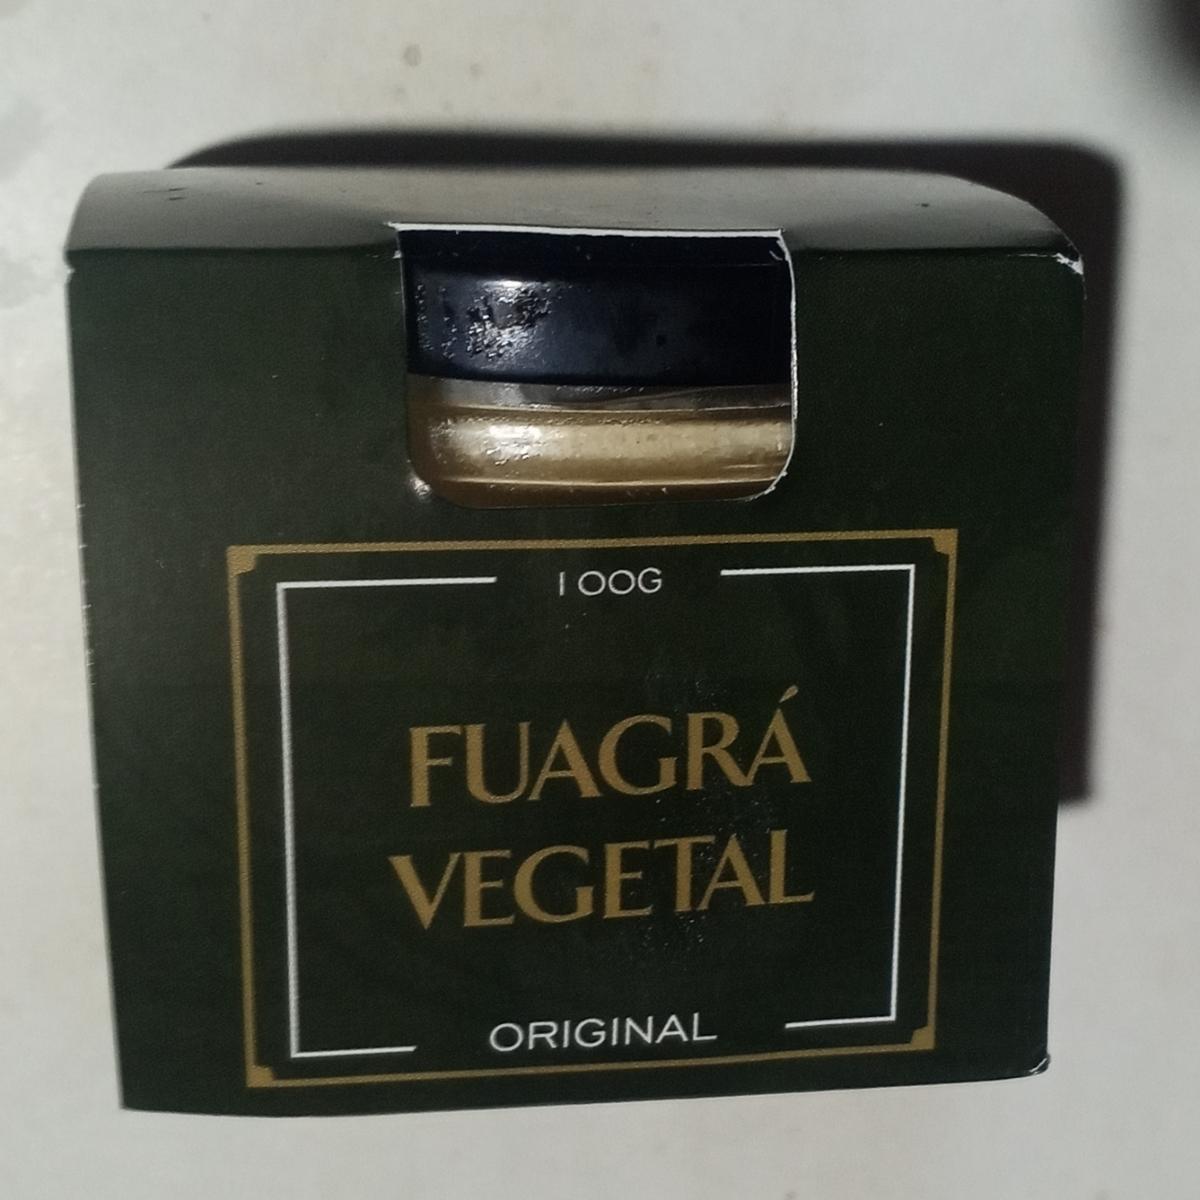 100G
FUAGRÁ
VEGETAL
ORIGINAL